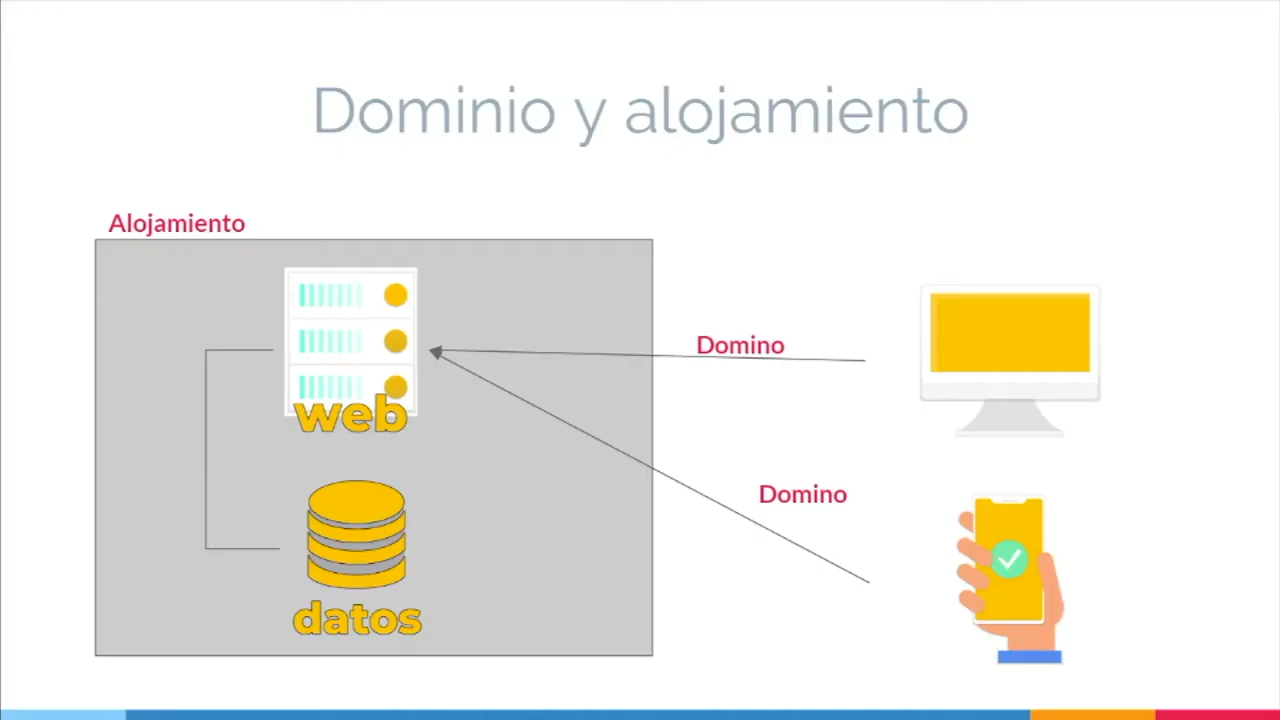 Dominio y alojamiento
Alojamiento
Domino
web
Domino
datos